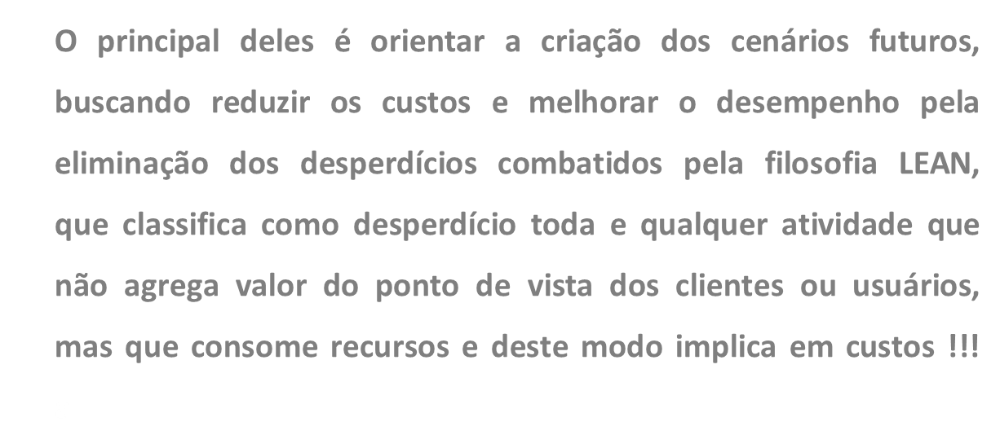 O principal deles é orientar a criação dos cenários futuros,
buscando reduzir os custos e melhorar o desempenho pela
eliminação dos desperdícios combatidos pela filosofia LEAN,
que classifica como desperdício toda e qualquer atividade que
não agrega valor do ponto de vista dos clientes ou usuários,
mas que consome recursos e deste modo implica em custos !!!